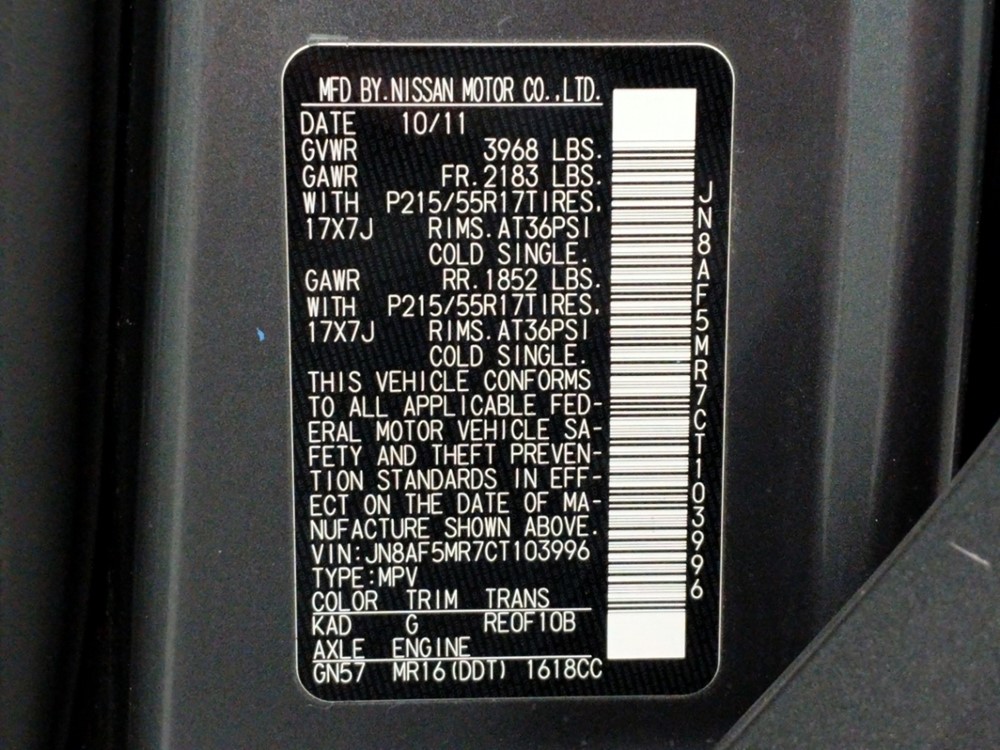 MFD BY.NISSAN MOTOR CO.,LTD.
DATE 10/11
GVWR 3968 LBS.
GAWR FR.2183 LBS.
WITH P215/55R17TIRES,
17X7J RIMS.AT36PSI
COLD SINGLE.
GAWR RR.1852 LBS.
WITH P215/55R17TIRES,
17X7J RIMS.AT36PSI
COLD SINGLE.
THIS VEHICLE CONFORMS
TO ALL APPLICABLE FED-
ERAL MOTOR VEHICLE SA-
FETY AND THEFT PREVEN-
TION STANDARDS IN EFF-
ECT ON THE DATE OF MA-
NUFACTURE SHOWN ABOVE.
VIN:JN8AF5MR7CT103996
TYPE:MPV
COLOR TRIM TRANS
KAD G RE0F10B
AXLE ENGINE
GN57 MR16(DDT) 1618CC
JN8AF5MR7CT103996